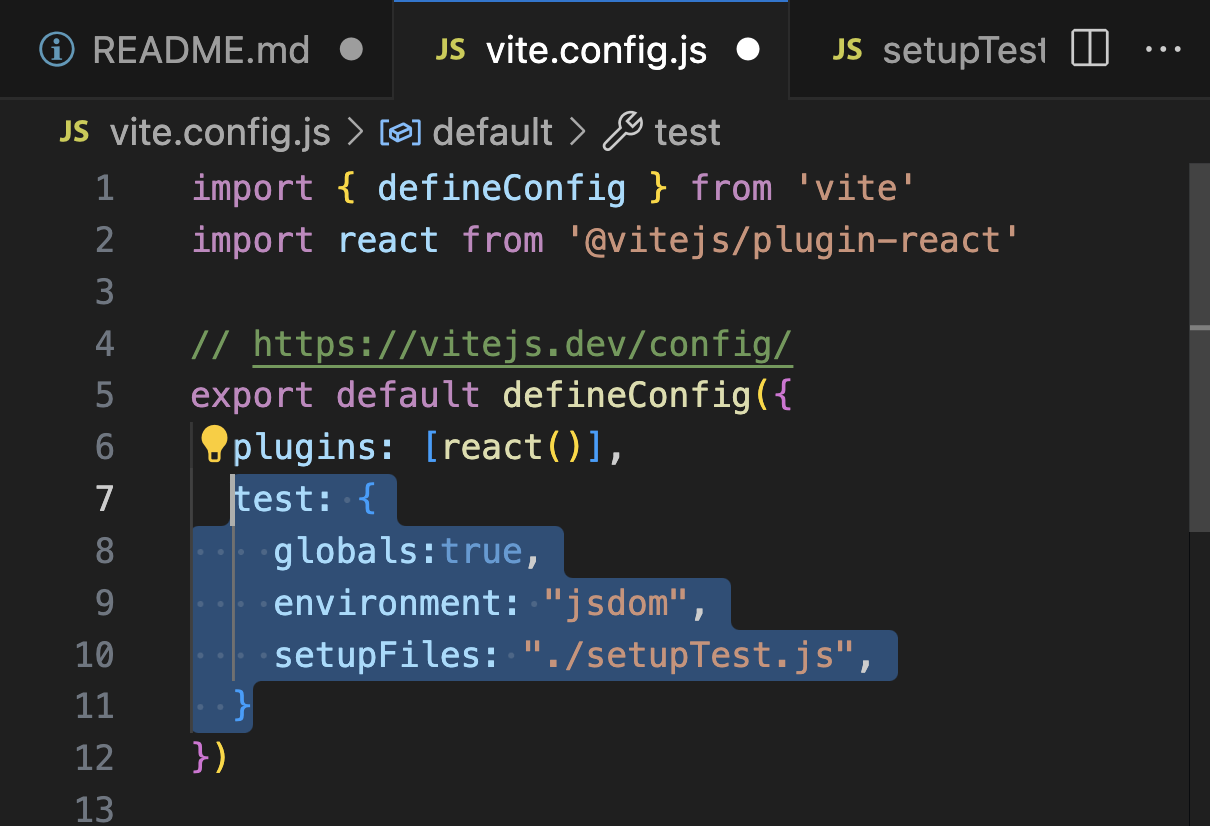 README.md
JS vite.config.js
JS setupTest
JS vite.config.js > default > test
1 import { defineConfig } from 'vite'
2 import react from '@vitejs/plugin-react'
3
4 // https://vitejs.dev/config/
5 export default defineConfig({
6 plugins: [react()],
7 test: {
8 globals:true,
9 environment: "jsdom",
10 setupFiles: "./setupTest.js",
11 }
12 })
13